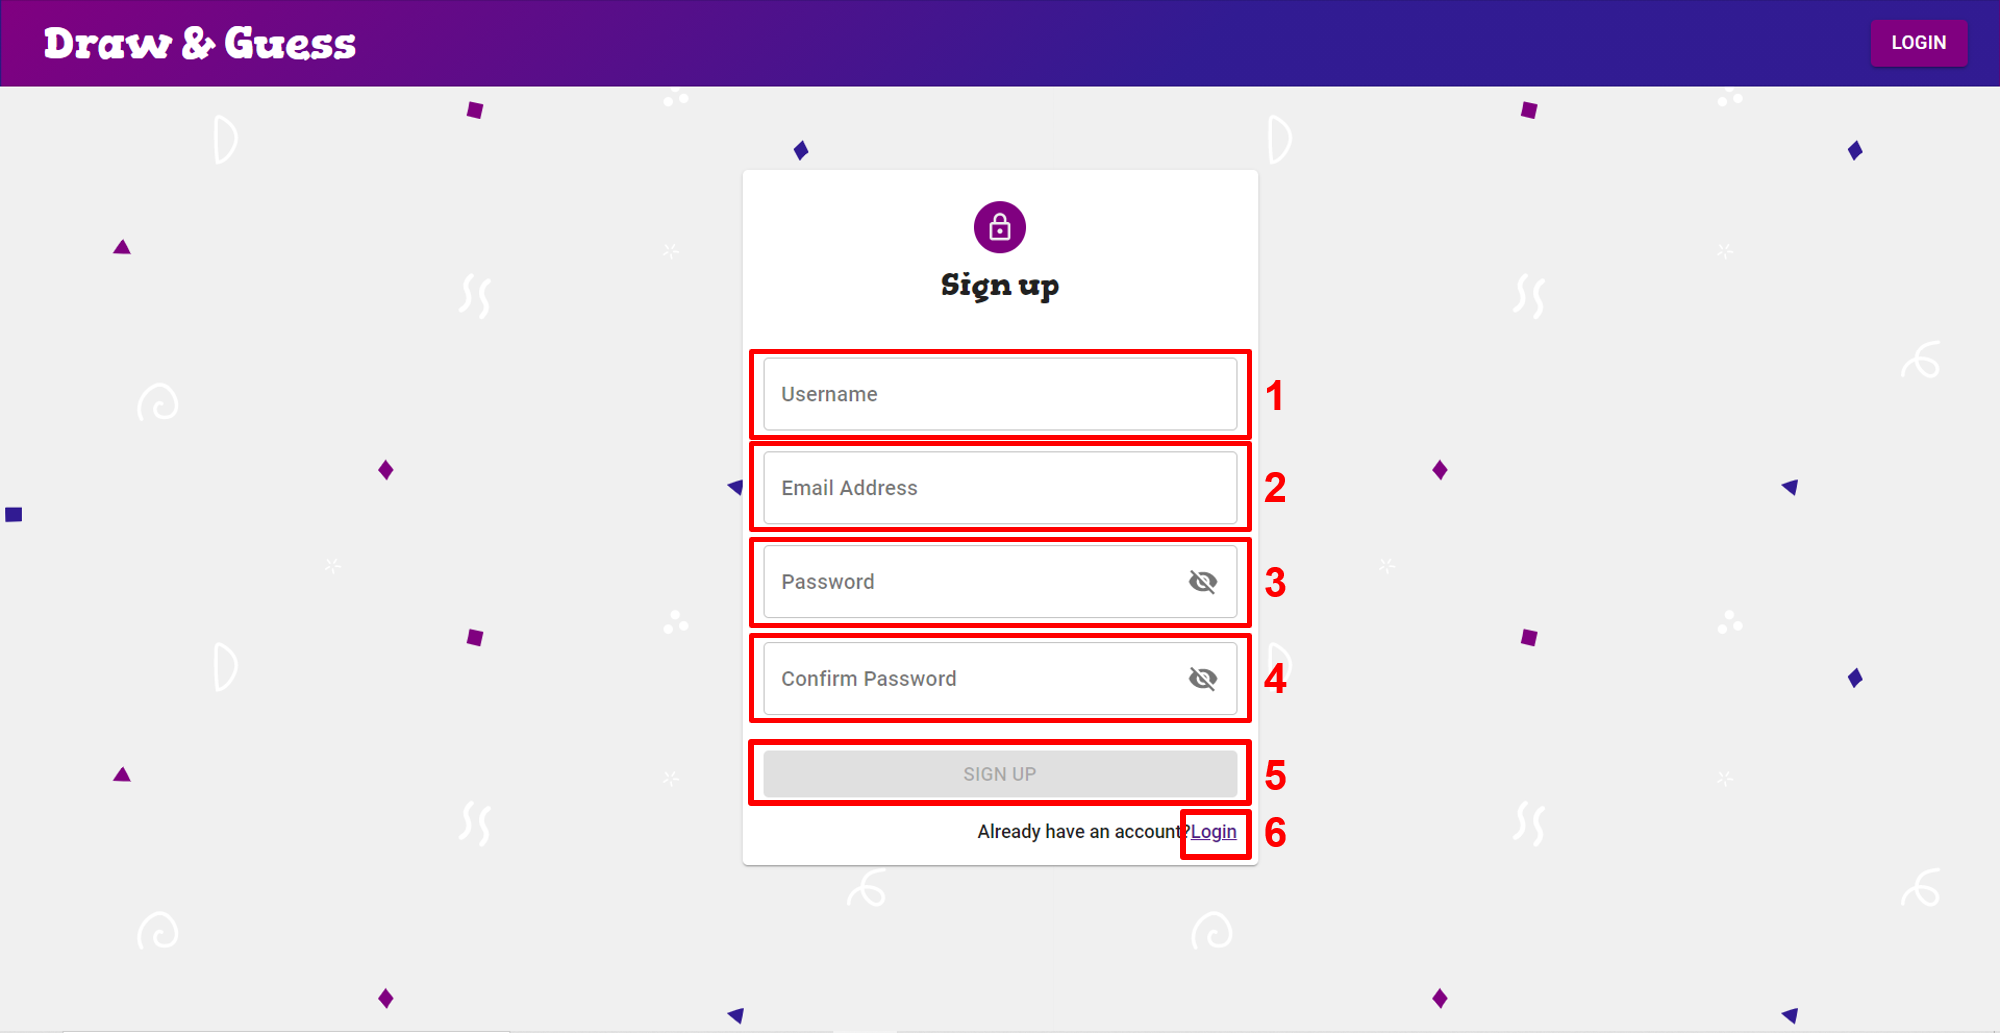 Draw & Guess
LOGIN
Sign up
Username 1
Email Address 2
Password 3
Confirm Password 4
SIGN UP 5
Already have an account?Login 6